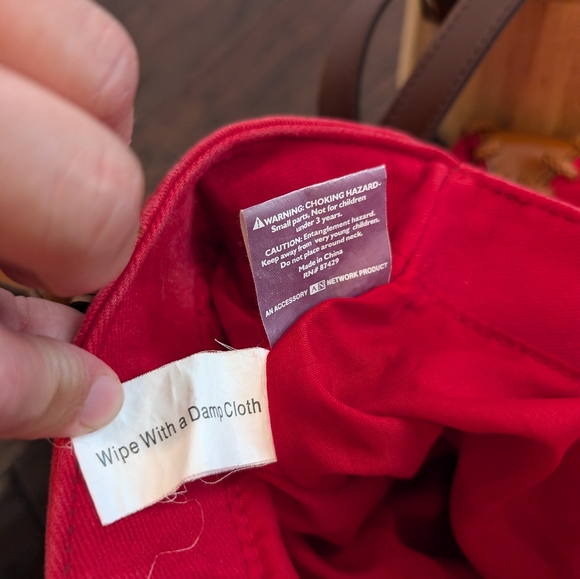 ⚠WARNING: CHOKING HAZARD-
Small parts, Not for children
under 3 years.
CAUTION: Entanglement hazard.
Keep away from very young children.
Do not place around neck.
Made in China
RN# 87429
AN ACCESSORY AN NETWORK PRODUCT
Wipe With a Damp Cloth